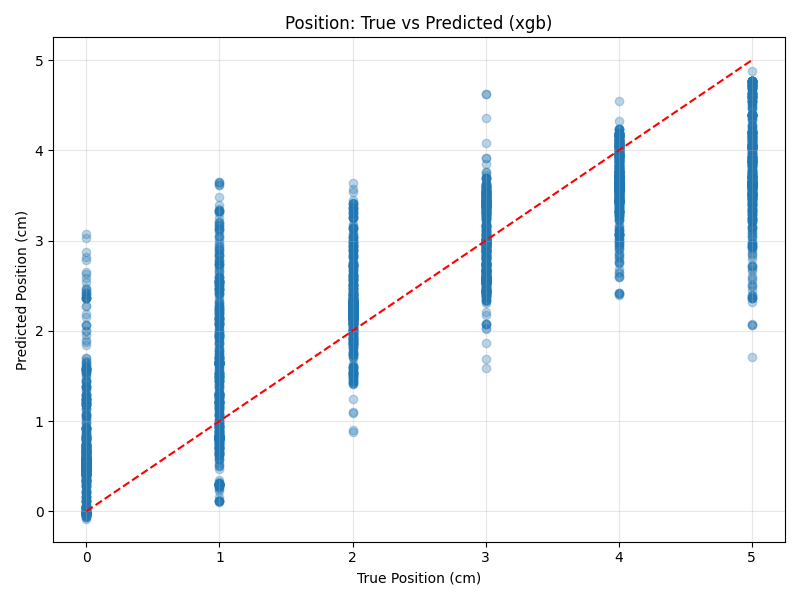 Position: True vs Predicted (xgb)
Predicted Position (cm)
5
4
3
2
1
0
0 1 2 3 4 5
True Position (cm)